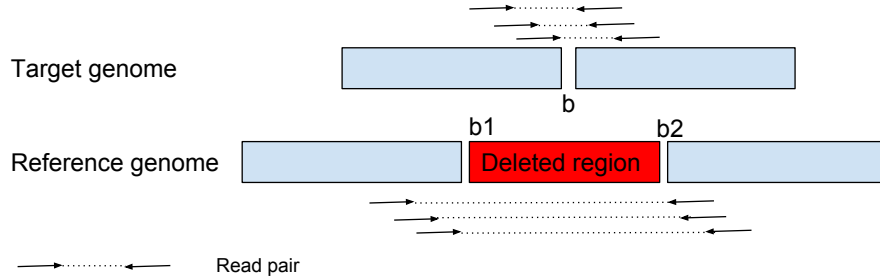 Target genome
b
b1 b2
Reference genome Deleted region
Read pair